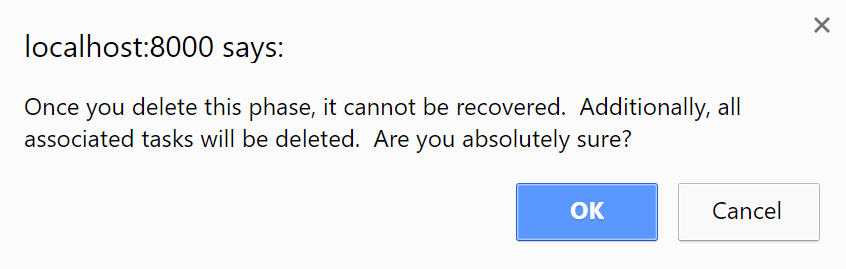 localhost:8000 says:
Once you delete this phase, it cannot be recovered.  Additionally, all
associated tasks will be deleted.  Are you absolutely sure?
OK
Cancel